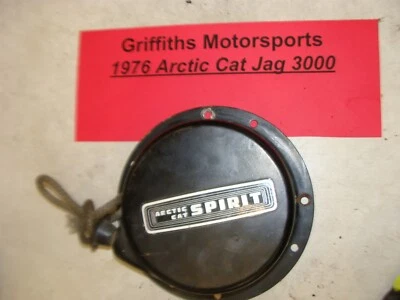 Griffiths Motorsports
1976 Arctic Cat Jag 3000
ARCTIC
CAT SPIRIT